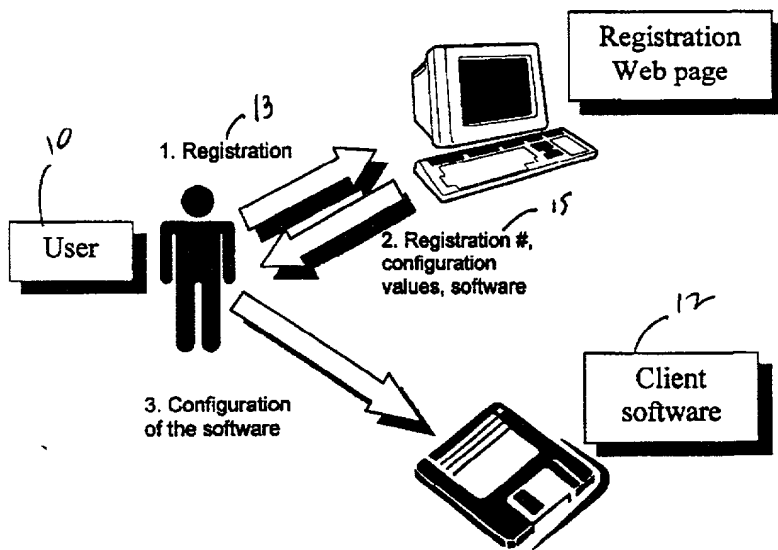 Registration
Web page
13
1. Registration
10
User
15
2. Registration #,
configuration
values, software
12
Client
software
3. Configuration
of the software